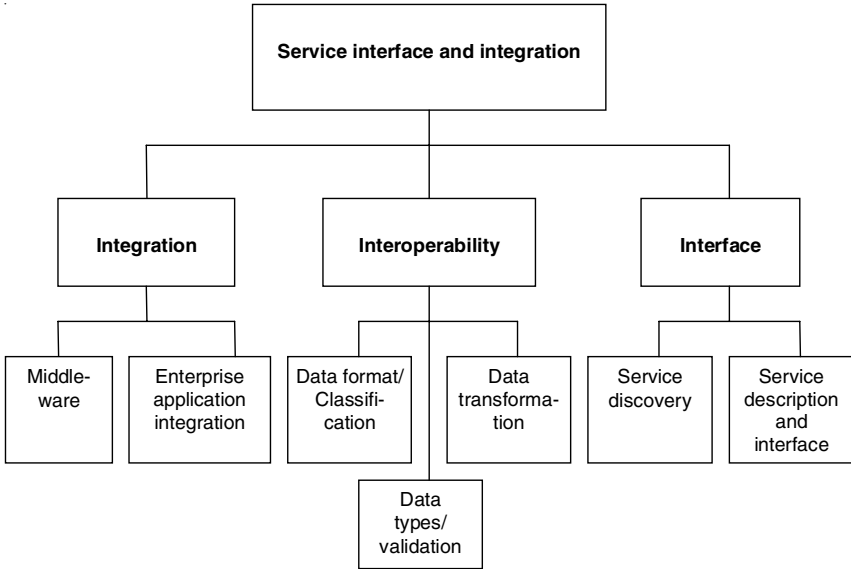 Service interface and integration
Integration
Interoperability
Interface
Middle-
ware
Enterprise
application
integration
Data format/
Classifi-
cation
Data
transforma-
tion
Service
discovery
Service
description
and
interface
Data
types/
validation